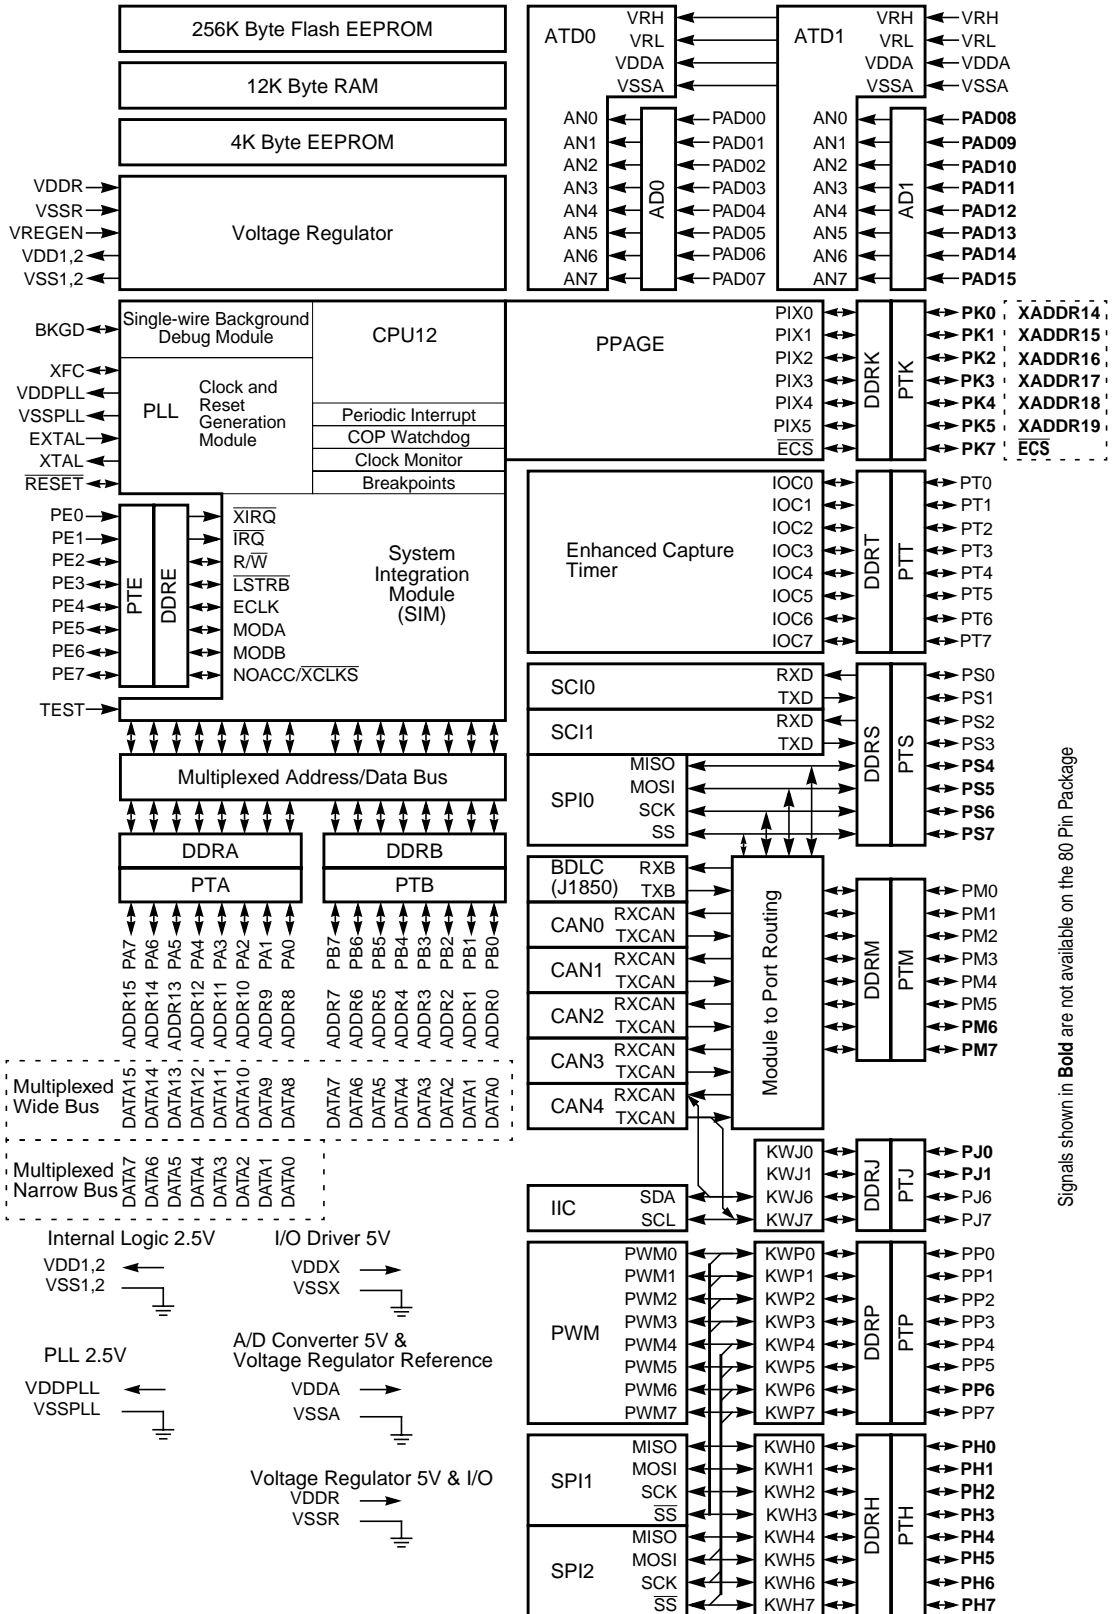 256K Byte Flash EEPROM
12K Byte RAM
4K Byte EEPROM
VDDR
VSSR
VREGEN
VDD1,2
VSS1,2
Voltage Regulator
ATD0
VRH
VRL
VDDA
VSSA
AN0
AN1
AN2
AN3
AN4
AN5
AN6
AN7
AD0
PAD00
PAD01
PAD02
PAD03
PAD04
PAD05
PAD06
PAD07
ATD1
VRH
VRL
VDDA
VSSA
AN0
AN1
AN2
AN3
AN4
AN5
AN6
AN7
AD1
VRH
VRL
VDDA
VSSA
PAD08
PAD09
PAD10
PAD11
PAD12
PAD13
PAD14
PAD15
BKGD
XFC
VDDPLL
VSSPLL
EXTAL
XTAL
RESET
Single-wire Background
Debug Module
CPU12
PLL
Clock and
Reset
Generation
Module
Periodic Interrupt
COP Watchdog
Clock Monitor
Breakpoints
PPAGE
PIX0
PIX1
PIX2
PIX3
PIX4
PIX5
ECS
DDRK
PTK
PK0 XADDR14
PK1 XADDR15
PK2 XADDR16
PK3 XADDR17
PK4 XADDR18
PK5 XADDR19
PK7 ECS
PE0
PE1
PE2
PE3
PE4
PE5
PE6
PE7
TEST
PTE
DDRE
XIRQ
IRQ
R/W
LSTRB
ECLK
MODA
MODB
NOACC/XCLKS
System
Integration
Module
(SIM)
Enhanced Capture
Timer
IOC0
IOC1
IOC2
IOC3
IOC4
IOC5
IOC6
IOC7
DDRT
PTT
PT0
PT1
PT2
PT3
PT4
PT5
PT6
PT7
SCI0
RXD
TXD
SCI1
RXD
TXD
SPI0
MISO
MOSI
SCK
SS
DDRS
PTS
PS0
PS1
PS2
PS3
PS4
PS5
PS6
PS7
Multiplexed Address/Data Bus
DDRA
PTA
DDRB
PTB
PA7
PA6
PA5
PA4
PA3
PA2
PA1
PA0
PB7
PB6
PB5
PB4
PB3
PB2
PB1
PB0
ADDR15
ADDR14
ADDR13
ADDR12
ADDR11
ADDR10
ADDR9
ADDR8
ADDR7
ADDR6
ADDR5
ADDR4
ADDR3
ADDR2
ADDR1
ADDR0
Multiplexed
Wide Bus
DATA15
DATA14
DATA13
DATA12
DATA11
DATA10
DATA9
DATA8
DATA7
DATA6
DATA5
DATA4
DATA3
DATA2
DATA1
DATA0
Multiplexed
Narrow Bus
DATA7
DATA6
DATA5
DATA4
DATA3
DATA2
DATA1
DATA0
BDLC
(J1850)
RXB
TXB
CAN0
RXCAN
TXCAN
CAN1
RXCAN
TXCAN
CAN2
RXCAN
TXCAN
CAN3
RXCAN
TXCAN
CAN4
RXCAN
TXCAN
Module to Port Routing
DDRM
PTM
PM0
PM1
PM2
PM3
PM4
PM5
PM6
PM7
IIC
SDA
SCL
KWJ0
KWJ1
KWJ6
KWJ7
DDRJ
PTJ
PJ0
PJ1
PJ6
PJ7
PWM
PWM0
PWM1
PWM2
PWM3
PWM4
PWM5
PWM6
PWM7
KWP0
KWP1
KWP2
KWP3
KWP4
KWP5
KWP6
KWP7
DDRP
PTP
PP0
PP1
PP2
PP3
PP4
PP5
PP6
PP7
SPI1
MISO
MOSI
SCK
SS
SPI2
MISO
MOSI
SCK
SS
KWH0
KWH1
KWH2
KWH3
KWH4
KWH5
KWH6
KWH7
DDRH
PTH
PH0
PH1
PH2
PH3
PH4
PH5
PH6
PH7
Internal Logic 2.5V
VDD1,2
VSS1,2
I/O Driver 5V
VDDX
VSSX
PLL 2.5V
VDDPLL
VSSPLL
A/D Converter 5V &
Voltage Regulator Reference
VDDA
VSSA
Voltage Regulator 5V & I/O
VDDR
VSSR
Signals shown in Bold are not available on the 80 Pin Package